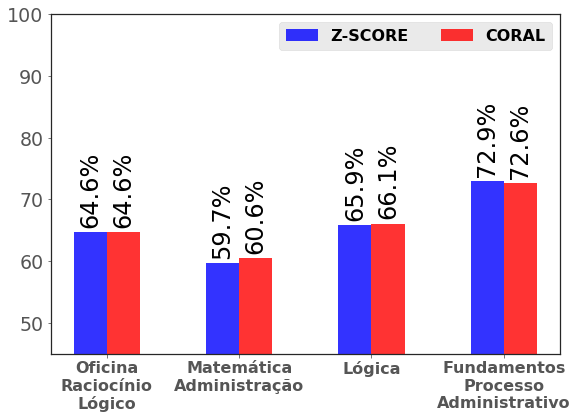 Z-SCORE CORAL
100
90
80
70
60
50
64.6% 64.6% 59.7% 60.6% 65.9% 66.1% 72.9% 72.6%
Oficina
Raciocínio
Lógico
Matemática
Administração
Lógica
Fundamentos
Processo
Administrativo